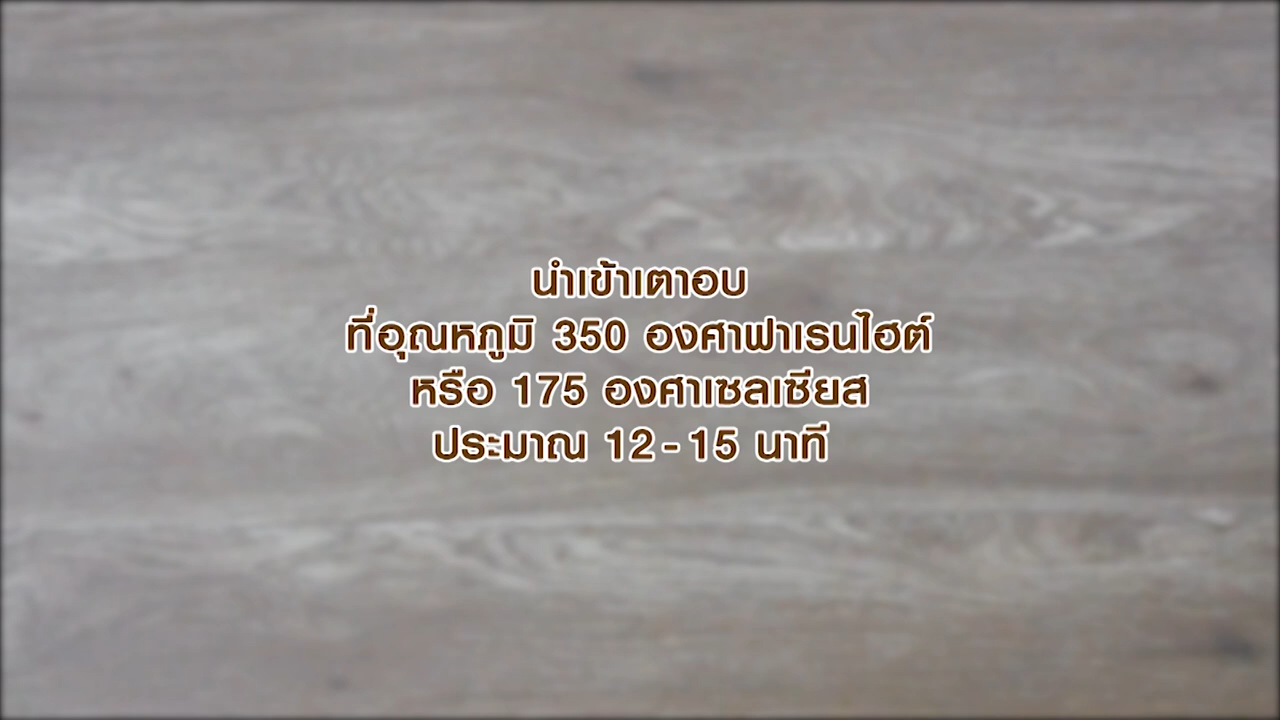 นำเข้าเตาอบ
ที่อุณหภูมิ 350 องศาฟาเรนไฮต์
หรือ 175 องศาเซลเซียส
ประมาณ 12-15 นาที